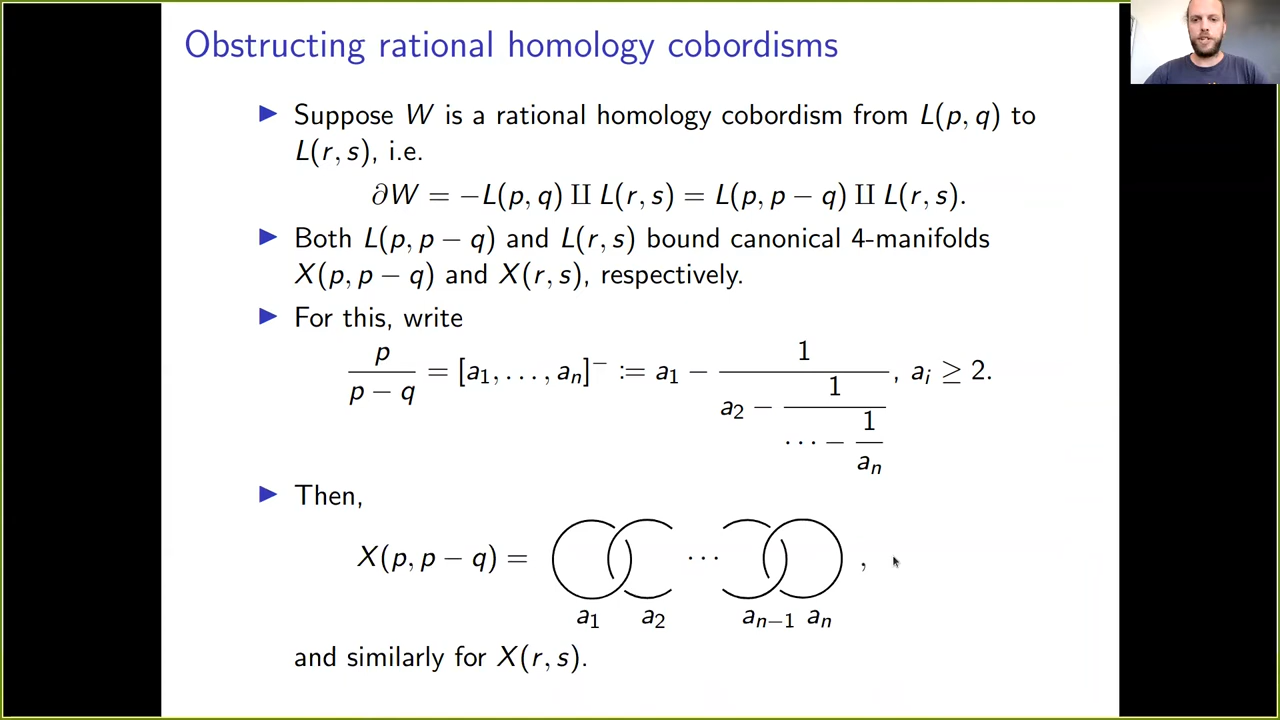 Obstructing rational homology cobordisms
▶ Suppose W is a rational homology cobordism from L(p, q) to
L(r, s), i.e.
∂W = −L(p, q) ∐ L(r, s) = L(p, p − q) ∐ L(r, s).
▶ Both L(p, p − q) and L(r, s) bound canonical 4-manifolds
X(p, p − q) and X(r, s), respectively.
▶ For this, write
p/(p − q) = [a₁, . . . , aₙ]⁻ := a₁ − 1/(a₂ − 1/(· · · − 1/aₙ)), aᵢ ≥ 2.
▶ Then,
X(p, p − q) = · · · ,
a₁ a₂ aₙ₋₁ aₙ
and similarly for X(r, s).